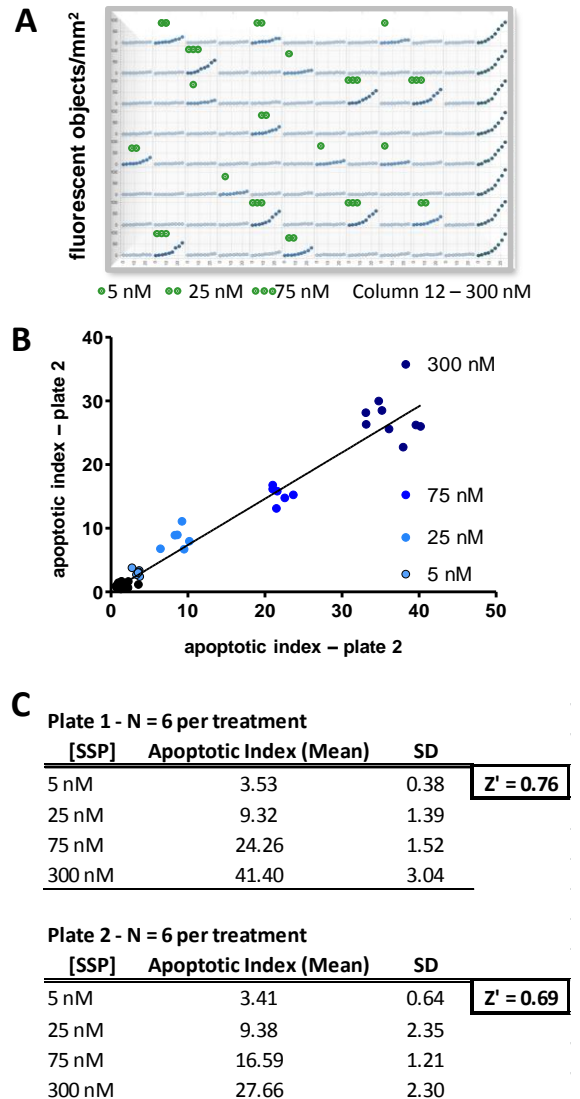 A
fluorescent objects/mm²
5 nM 25 nM 75 nM Column 12 – 300 nM
B
apoptotic index – plate 2
40
30
20
10
0
300 nM
75 nM
25 nM
5 nM
0 10 20 30 40 50
apoptotic index – plate 2
C
Plate 1 - N = 6 per treatment
[SSP] Apoptotic Index (Mean) SD
5 nM 3.53 0.38 Z' = 0.76
25 nM 9.32 1.39
75 nM 24.26 1.52
300 nM 41.40 3.04
Plate 2 - N = 6 per treatment
[SSP] Apoptotic Index (Mean) SD
5 nM 3.41 0.64 Z' = 0.69
25 nM 9.38 2.35
75 nM 16.59 1.21
300 nM 27.66 2.30